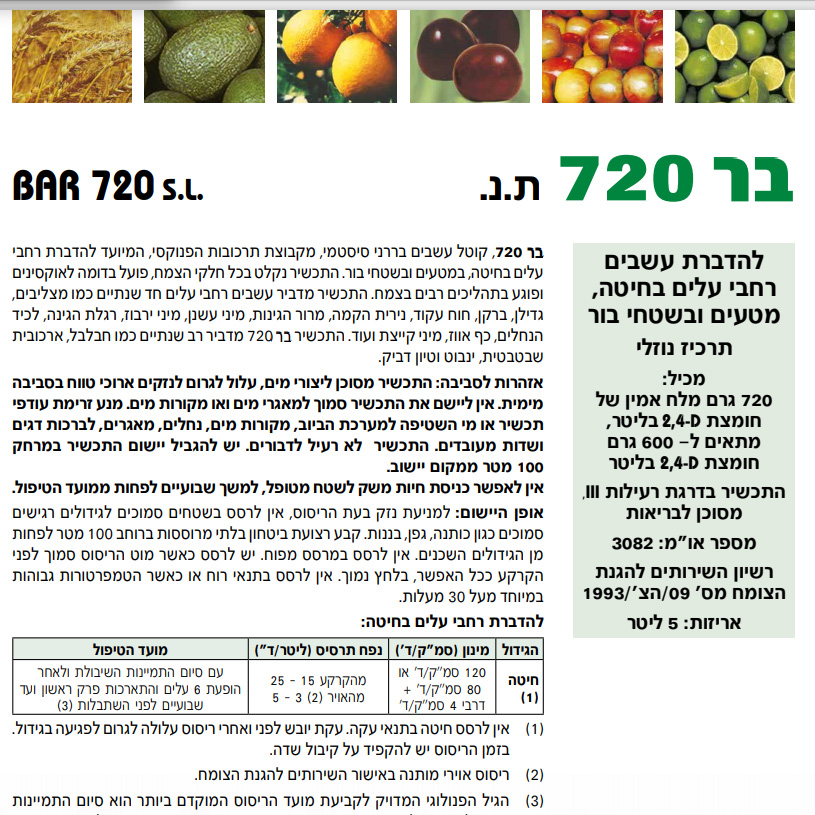 בר 720 ת.נ. BAR 720 S.L.
להדברת עשבים
רחבי עלים בחיטה,
מטעים ובשטחי בור
תרכיז נוזלי
מכיל:
720 גרם מלח אמין של
חומצת 2,4-D בליטר,
מתאים ל– 600 גרם
חומצת 2,4-D בליטר
התכשיר בדרגת רעילות III,
מסוכן לבריאות
מספר או"מ: 3082
רשיון השירותים להגנת
הצומח מס' 09/הצ'/1993
אריזות: 5 ליטר
בר 720, קוטל עשבים בררני סיסטמי, מקבוצת תרכובות הפנוקסי, המיועד להדברת רחבי
עלים בחיטה, במטעים ובשטחי בור. התכשיר נקלט בכל חלקי הצמח, פועל בדומה לאוקסינים
ופוגע בתהליכים רבים בצמח. התכשיר מדביר עשבים רחבי עלים חד שנתיים כמו מצליבים,
גדילן, ברקן, חוח עקוד, נירית הקמה, מרור הגינות, מיני עשנן, מיני ירבוז, רגלת הגינה, לכיד
הנחלים, כף אווז, מיני קייצת ועוד. התכשיר בר 720 מדביר רב שנתיים כמו חבלבל, ארכובית
שבטבטית, ינבוט וטיון דביק.
אזהרות לסביבה: התכשיר מסוכן ליצורי מים, עלול לגרום לנזקים ארוכי טווח בסביבה
מימית. אין ליישם את התכשיר סמוך למאגרי מים ואו מקורות מים. מנע זרימת עודפי
תכשיר או מי השטיפה למערכת הביוב, מקורות מים, נחלים, מאגרים, לברכות דגים
ושדות מעובדים. התכשיר לא רעיל לדבורים. יש להגביל יישום התכשיר במרחק
100 מטר ממקום יישוב.
אין לאפשר כניסת חיות משק לשטח מטופל, למשך שבועיים לפחות ממועד הטיפול.
אופן היישום: למניעת נזק בעת הריסוס, אין לרסס בשטחים סמוכים לגידולים רגישים
סמוכים כגון כותנה, גפן, בננות. קבע רצועת ביטחון בלתי מרוססות ברוחב 100 מטר לפחות
מן הגידולים השכנים. אין לרסס במרסס מפוח. יש לרסס כאשר מוט הריסוס סמוך לפני
הקרקע ככל האפשר, בלחץ נמוך. אין לרסס בתנאי רוח או כאשר הטמפרטורות גבוהות
במיוחד מעל 30 מעלות.
להדברת רחבי עלים בחיטה:
הגידול מינון (סמ"ק/ד') נפח תרסיס (ליטר/ד") מועד הטיפול
חיטה
(1)
120 סמ"ק/ד' או
80 סמ"ק/ד' +
דרבי 4 סמ"ק/ד'
מהקרקע 15 - 25
מהאויר (2) 3 - 5
עם סיום התמיינות השיבולת ולאחר
הופעת 6 עלים והתארכות פרק ראשון ועד
שבועיים לפני השתבלות (3)
(1) אין לרסס חיטה בתנאי עקה. עקת יובש לפני ואחרי ריסוס עלולה לגרום לפגיעה בגידול.
בזמן הריסוס יש להקפיד על קיבול שדה.
(2) ריסוס אוירי מותנה באישור השירותים להגנת הצומח.
(3) הגיל הפנולוגי המדויק לקביעת מועד הריסוס המוקדם ביותר הוא סיום התמיינות